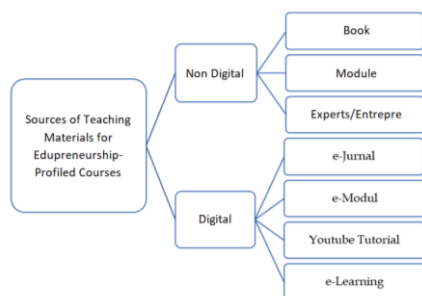 Sources of Teaching
Materials for
Edupreneurship-
Profiled Courses
Non Digital
Digital
Book
Module
Experts/Entrepre
e-Jurnal
e-Modul
Youtube Tutorial
e-Learning